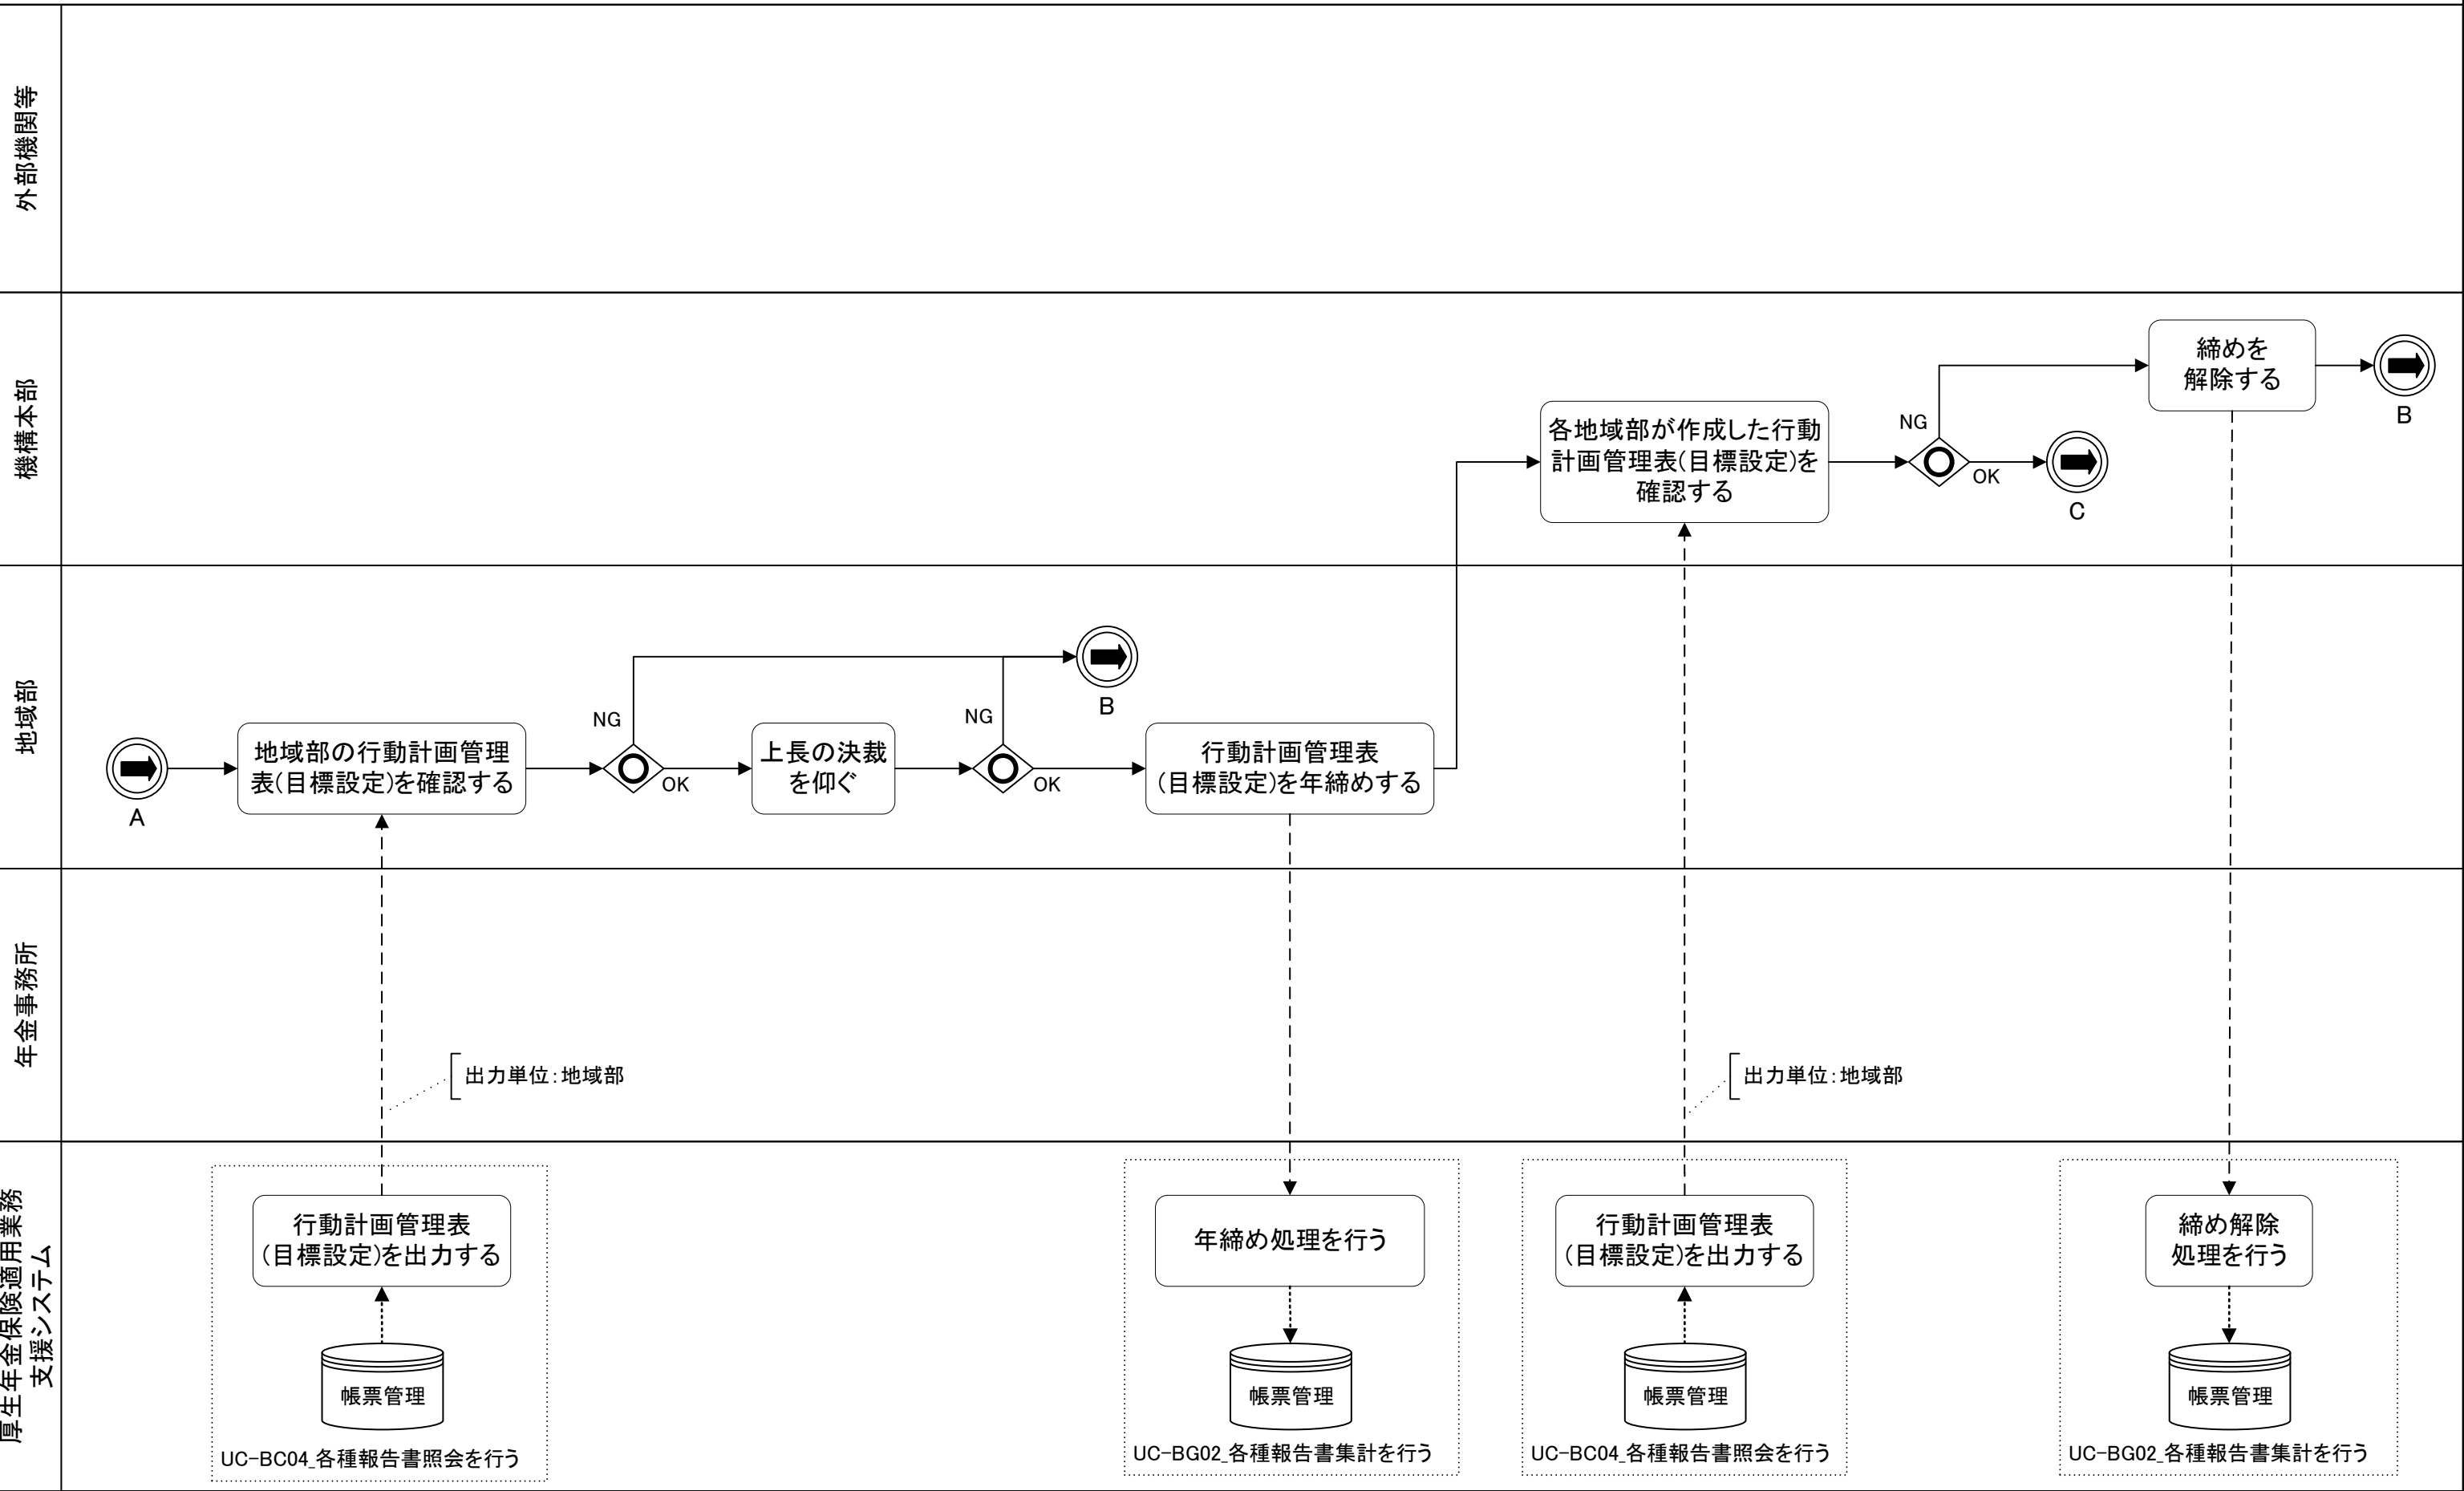 外部機関等
機構本部
締めを
解除する
B
各地域部が作成した行動
計画管理表(目標設定)を
確認する
NG
OK
C
地域部
A
地域部の行動計画管理
表(目標設定)を確認する
NG
OK
上長の決裁
を仰ぐ
NG
OK
B
行動計画管理表
(目標設定)を年締めする
年金事務所
出力単位:地域部
出力単位:地域部
厚生年金保険適用業務
支援システム
行動計画管理表
(目標設定)を出力する
帳票管理
UC-BC04_各種報告書照会を行う
年締め処理を行う
帳票管理
UC-BG02_各種報告書集計を行う
行動計画管理表
(目標設定)を出力する
帳票管理
UC-BC04_各種報告書照会を行う
締め解除
処理を行う
帳票管理
UC-BG02_各種報告書集計を行う